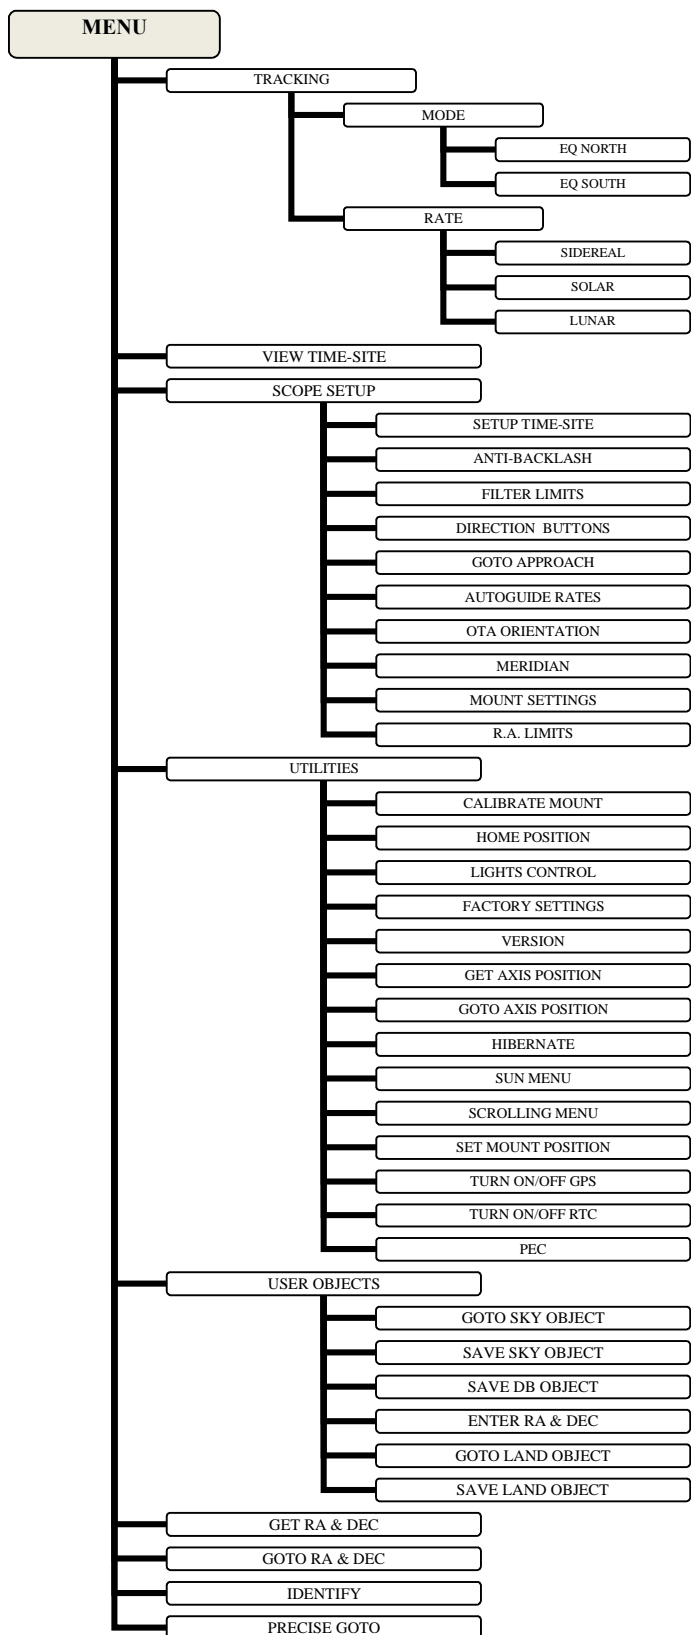 MENU
TRACKING
MODE
EQ NORTH
EQ SOUTH
RATE
SIDEREAL
SOLAR
LUNAR
VIEW TIME-SITE
SCOPE SETUP
SETUP TIME-SITE
ANTI-BACKLASH
FILTER LIMITS
DIRECTION BUTTONS
GOTO APPROACH
AUTOGUIDE RATES
OTA ORIENTATION
MERIDIAN
MOUNT SETTINGS
R.A. LIMITS
UTILITIES
CALIBRATE MOUNT
HOME POSITION
LIGHTS CONTROL
FACTORY SETTINGS
VERSION
GET AXIS POSITION
GOTO AXIS POSITION
HIBERNATE
SUN MENU
SCROLLING MENU
SET MOUNT POSITION
TURN ON/OFF GPS
TURN ON/OFF RTC
PEC
USER OBJECTS
GOTO SKY OBJECT
SAVE SKY OBJECT
SAVE DB OBJECT
ENTER RA & DEC
GOTO LAND OBJECT
SAVE LAND OBJECT
GET RA & DEC
GOTO RA & DEC
IDENTIFY
PRECISE GOTO